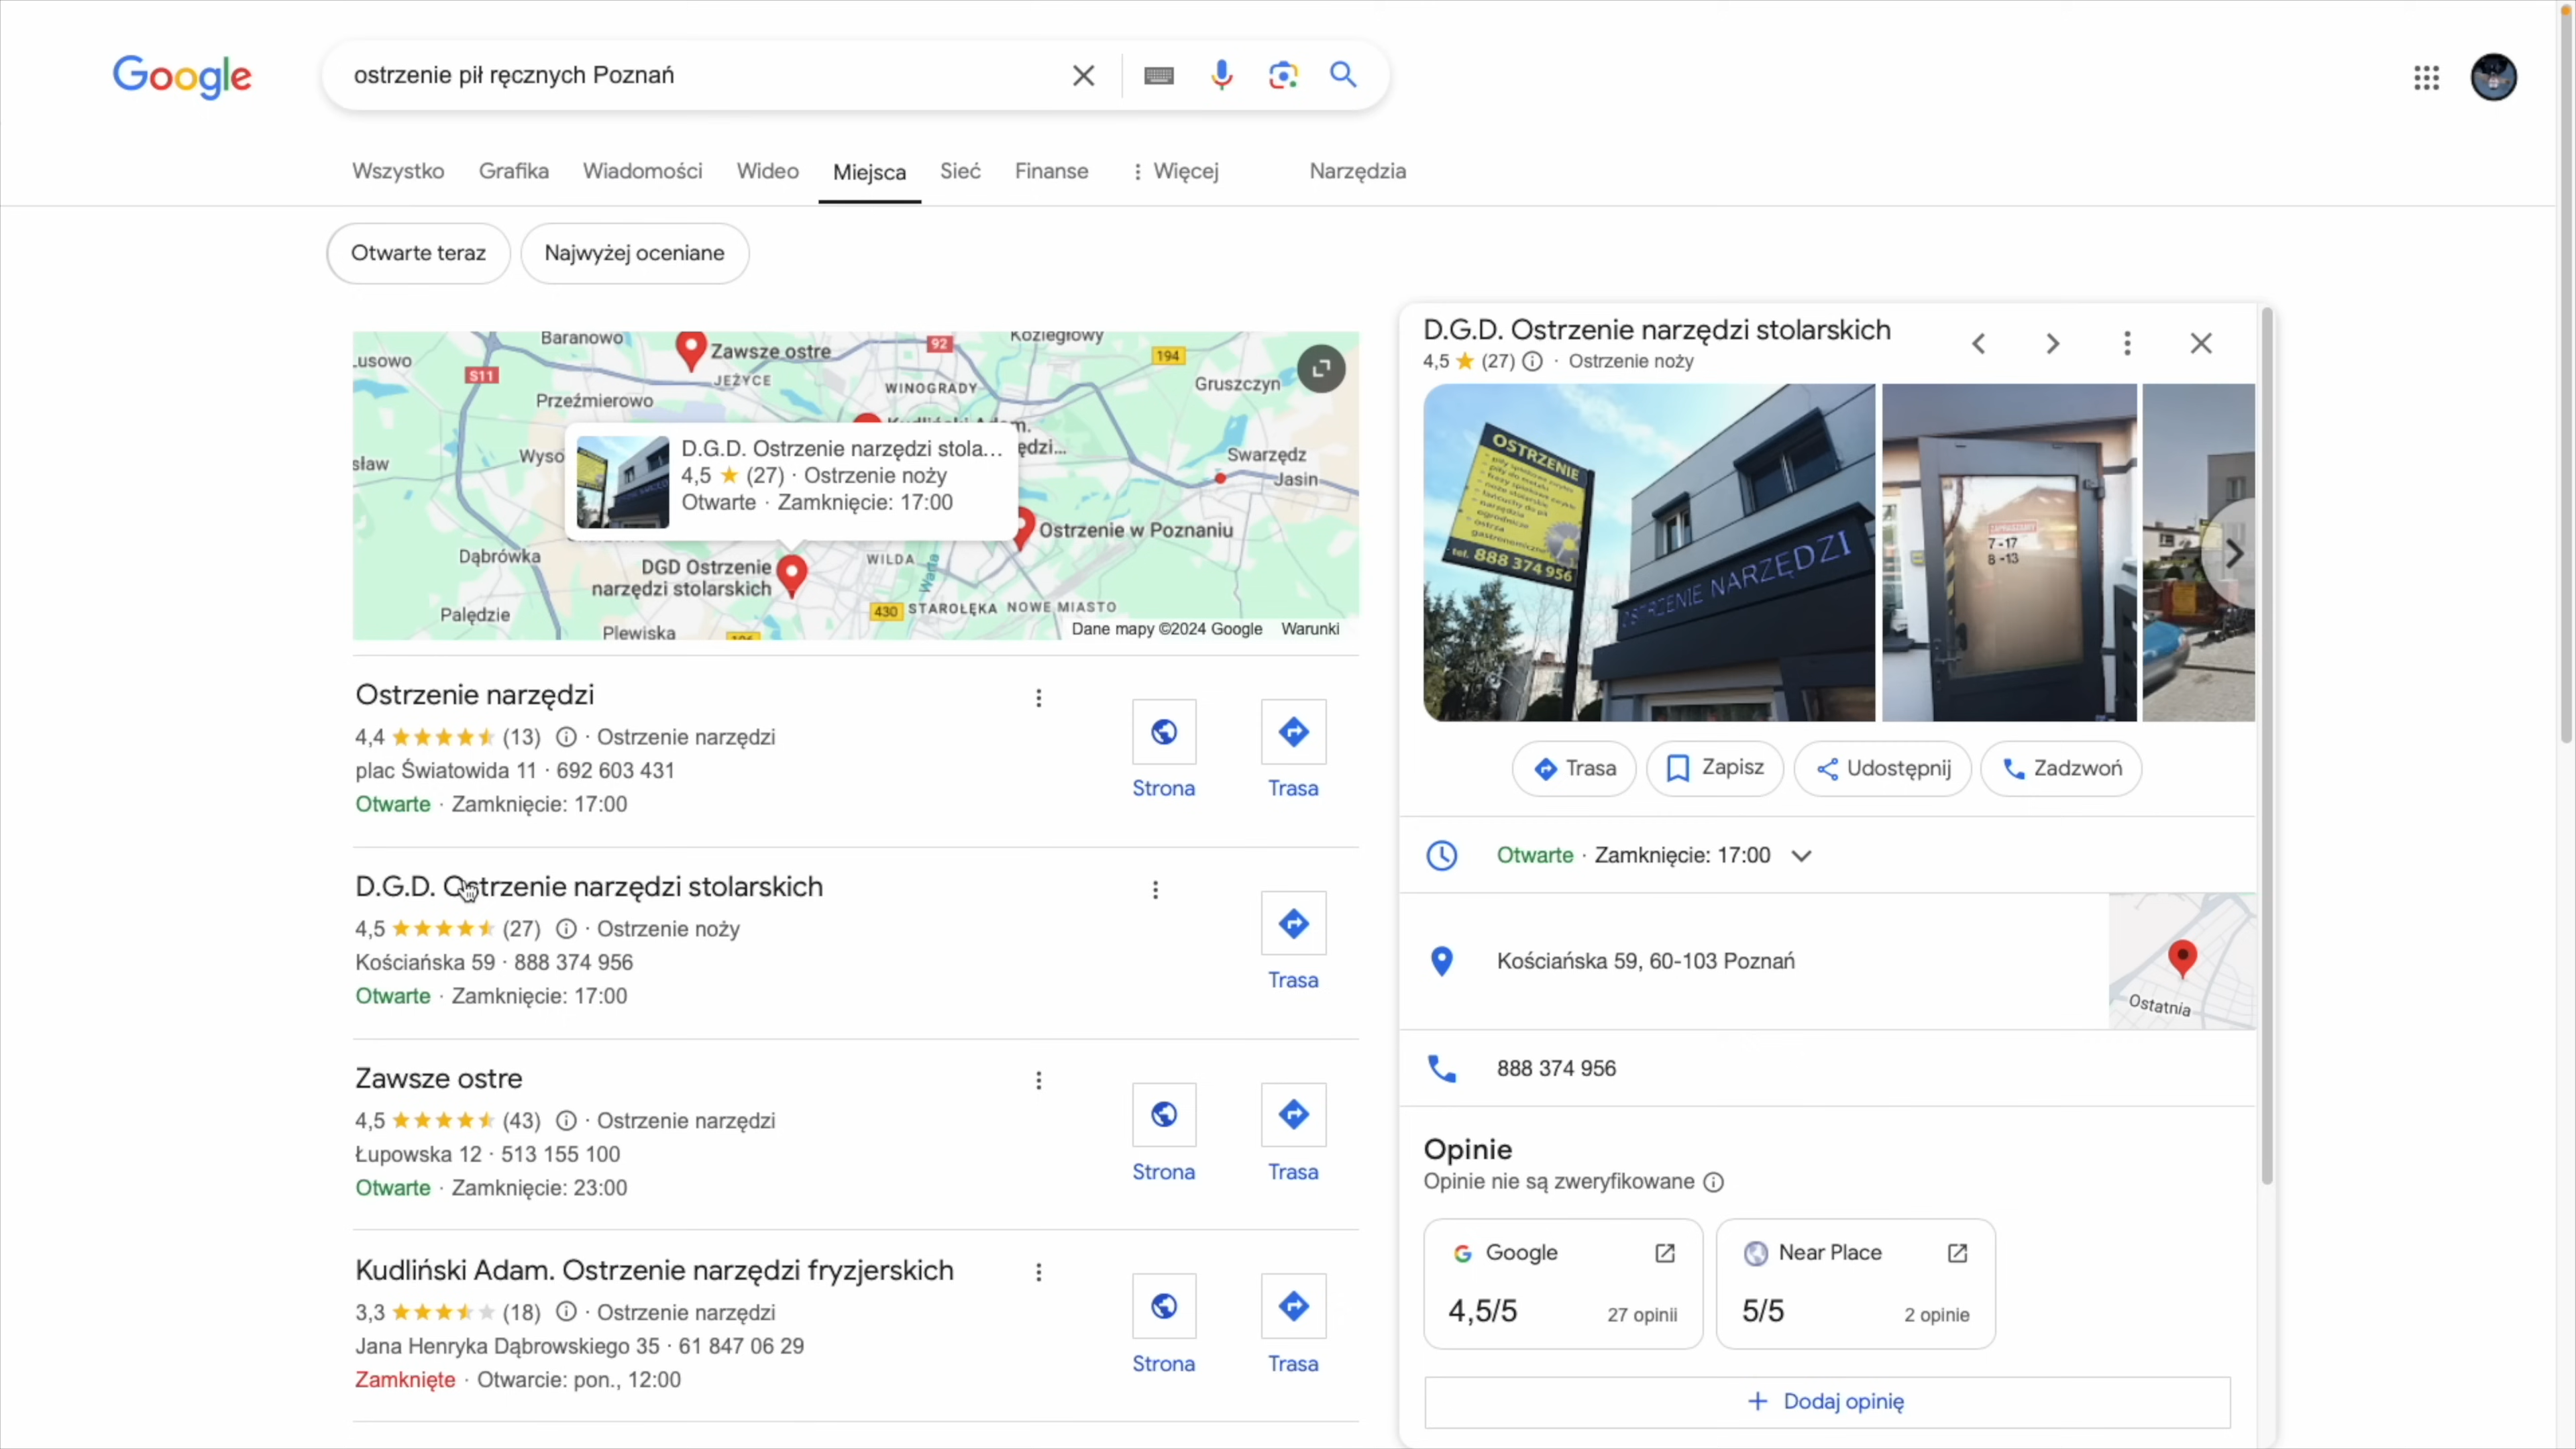 Google
ostrzenie pił ręcznych Poznań
Wszystko Grafika Wiadomości Wideo Miejsca Sieć Finanse Więcej Narzędzia
Otwarte teraz Najwyżej oceniane
Baranowo
Koziegłowy
Lusowo
Zawsze ostre
92
194
S11
JEŻYCE
WINOGRADY
Gruszczyn
Przeźmierowo
D.G.D. Ostrzenie narzędzi stola...
4,5 (27) · Ostrzenie noży
Otwarte · Zamknięcie: 17:00
Swarzędz
Jasin
Ostrzenie w Poznaniu
Dąbrówka
WILDA
Warta
DGD Ostrzenie
narzędzi stolarskich
430
STAROŁĘKA NOWE MIASTO
Palędzie
Plewiska
Dane mapy ©2024 Google Warunki
Ostrzenie narzędzi
4,4 (13) · Ostrzenie narzędzi
plac Światowida 11 · 692 603 431
Otwarte · Zamknięcie: 17:00
Strona
Trasa
D.G.D. Ostrzenie narzędzi stolarskich
4,5 (27) · Ostrzenie noży
Kościańska 59 · 888 374 956
Otwarte · Zamknięcie: 17:00
Trasa
Zawsze ostre
4,5 (43) · Ostrzenie narzędzi
Łupowska 12 · 513 155 100
Otwarte · Zamknięcie: 23:00
Strona
Trasa
Kudliński Adam. Ostrzenie narzędzi fryzjerskich
3,3 (18) · Ostrzenie narzędzi
Jana Henryka Dąbrowskiego 35 · 61 847 06 29
Zamknięte · Otwarcie: pon., 12:00
Strona
Trasa
D.G.D. Ostrzenie narzędzi stolarskich
4,5 (27) · Ostrzenie noży
OSTRZENIE
gastronomiczne
tel. 888 374 956
OSTRZENIE NARZĘDZI
7-17
8-13
Trasa
Zapisz
Udostępnij
Zadzwoń
Otwarte · Zamknięcie: 17:00
Kościańska 59, 60-103 Poznań
Ostatnia
888 374 956
Opinie
Opinie nie są zweryfikowane
Google
4,5/5 27 opinii
Near Place
5/5 2 opinie
+ Dodaj opinię